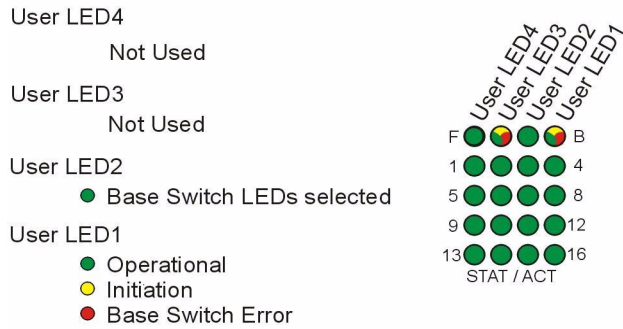 User LED4
Not Used
User LED3
Not Used
User LED2
Base Switch LEDs selected
User LED1
Operational
Initiation
Base Switch Error
User LED4
User LED3
User LED2
User LED1
F B
1 4
5 8
9 12
13 16
STAT / ACT